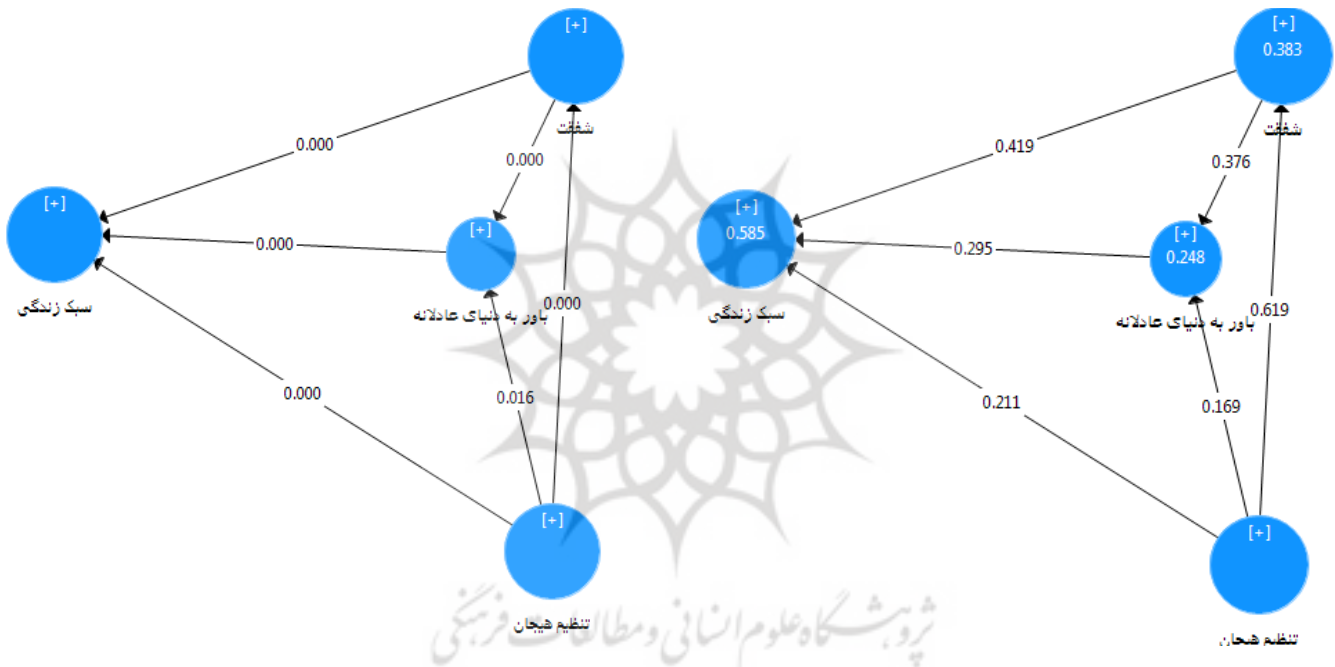 [+]
شفقت
0.000
0.000
[+]
سبک زندگی
0.000
[+]
باور به دنیای عادلانه
0.000
0.000
0.016
[+]
تنظیم هیجان
[+]
0.383
شفقت
0.419
0.376
[+]
0.585
سبک زندگی
0.295
[+]
0.248
باور به دنیای عادلانه
0.619
0.211
0.169
[+]
تنظیم هیجان
پژوهشگاه علوم انسانی و مطالعات فرهنگی